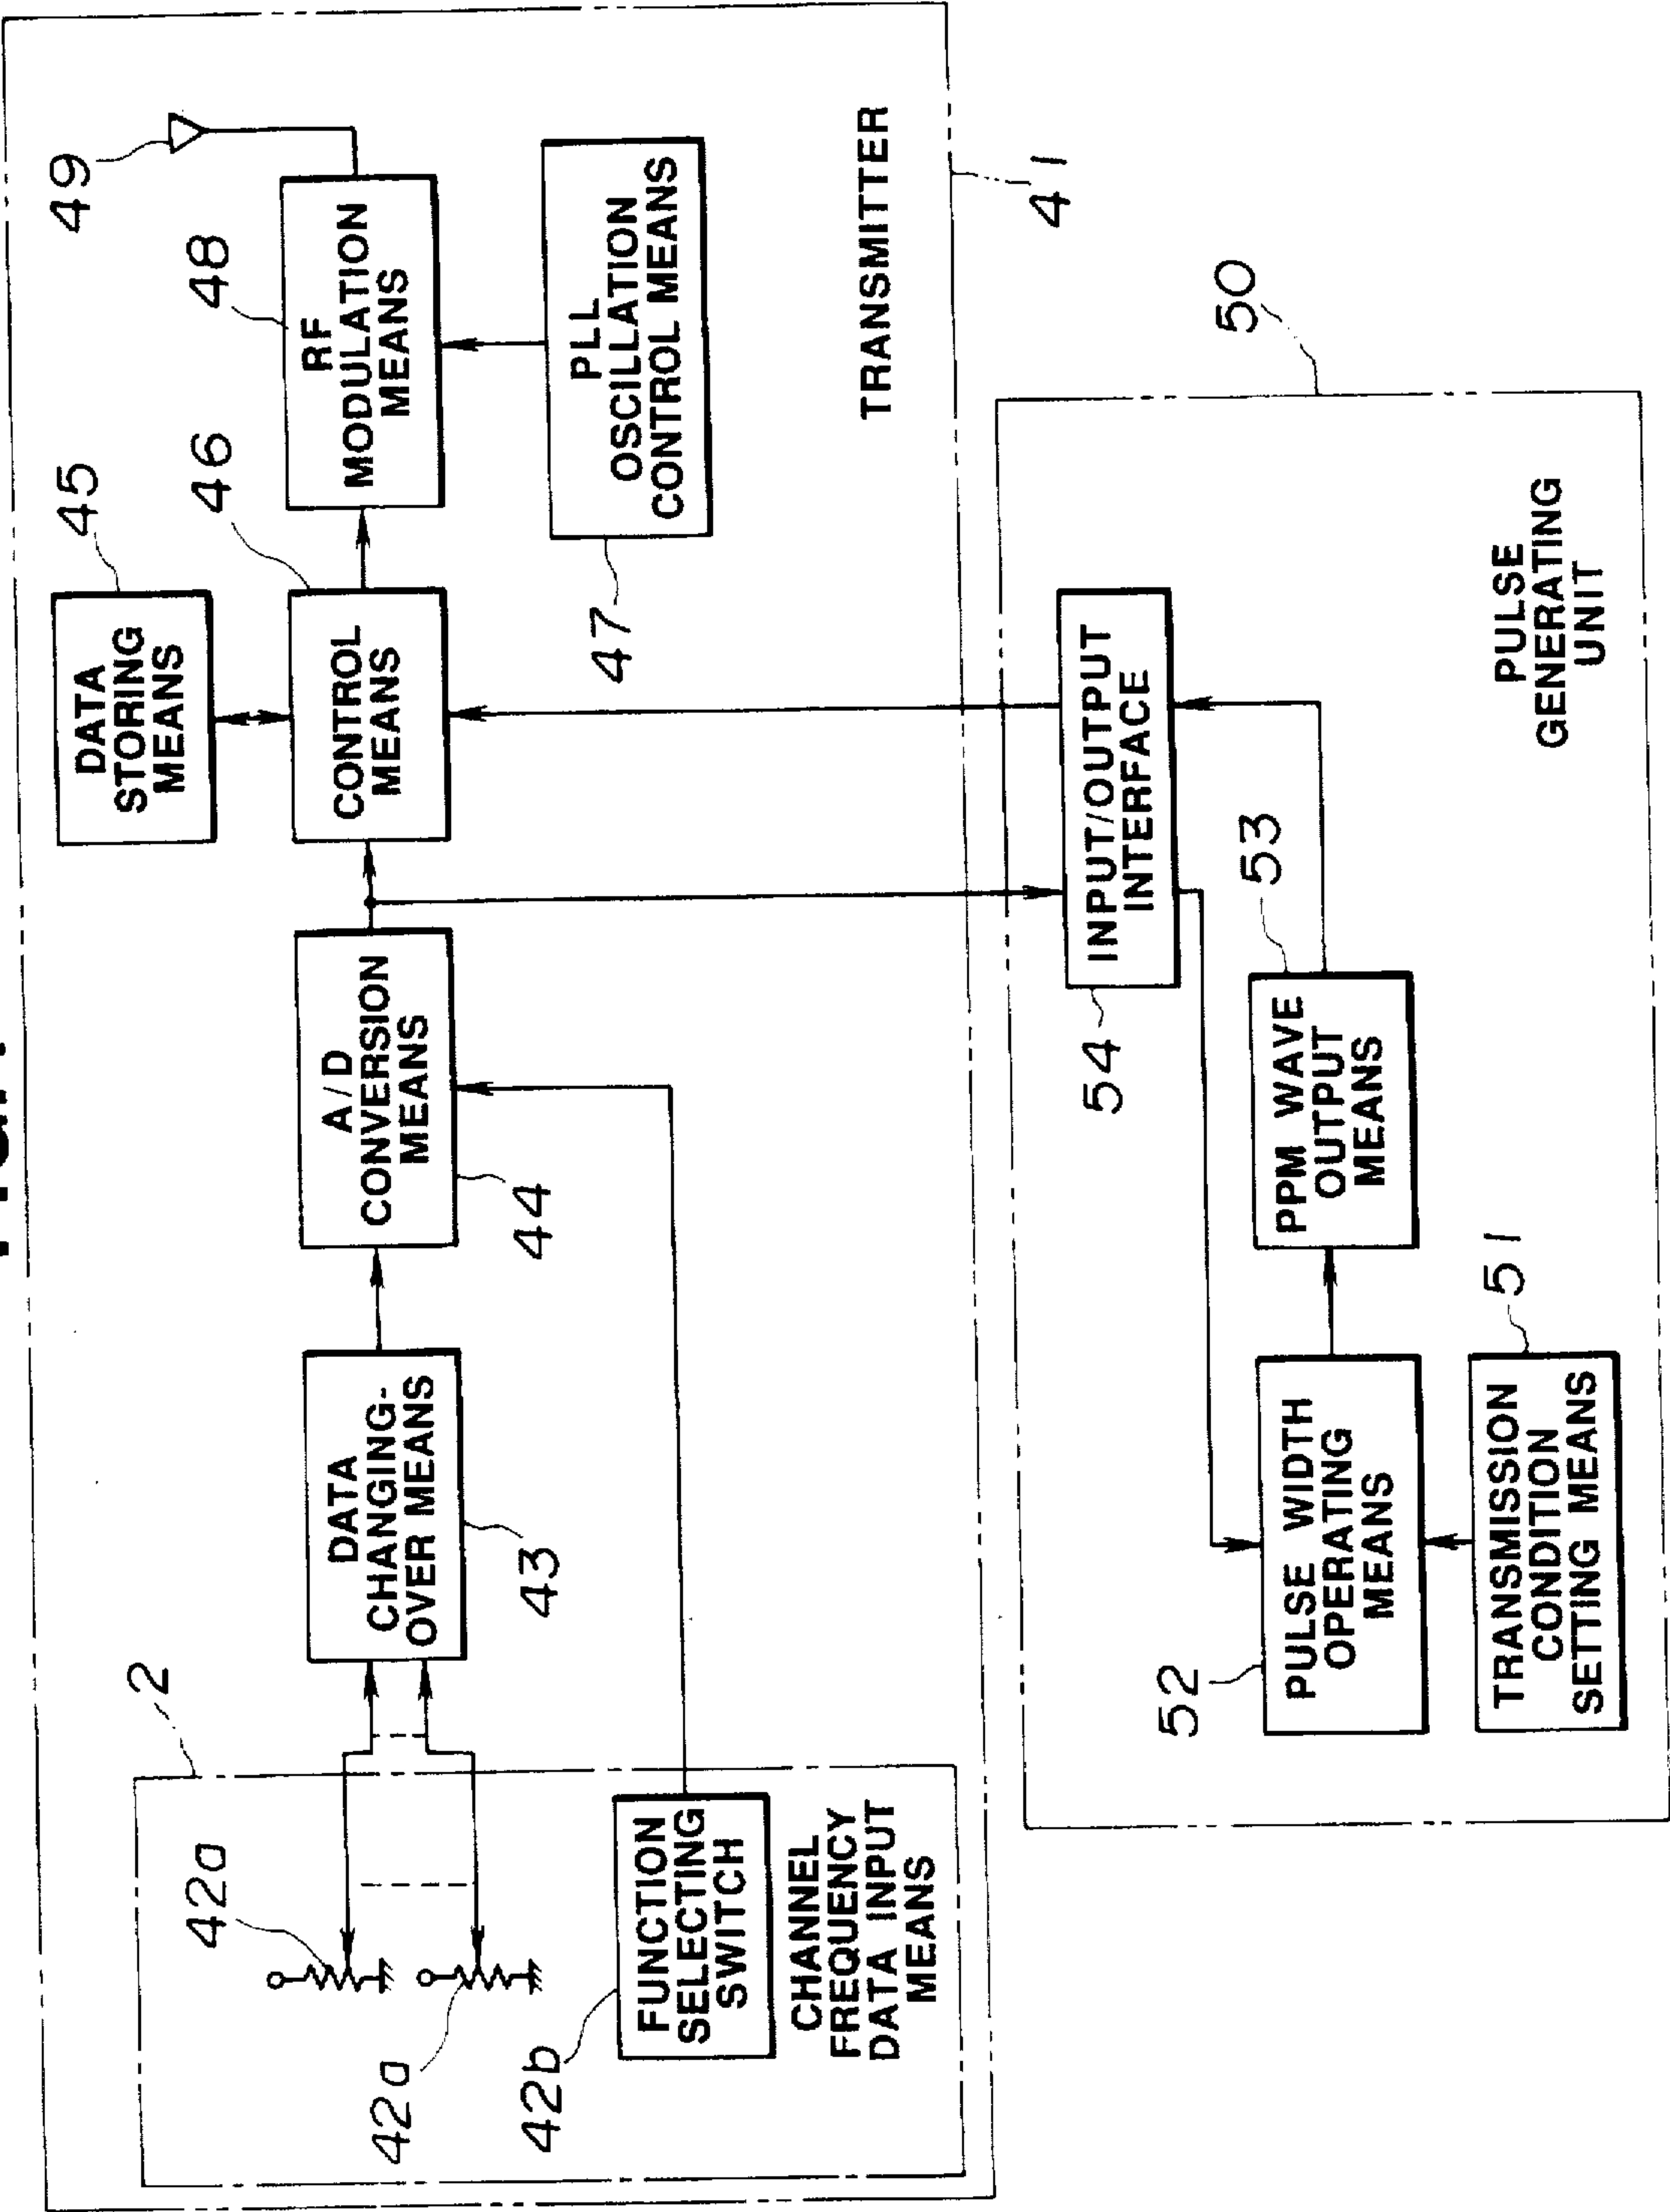 49
48
RF
MODULATION
MEANS
PLL
OSCILLATION
CONTROL MEANS
47
TRANSMITTER
41
45
DATA
STORING
MEANS
46
CONTROL
MEANS
A/D
CONVERSION
MEANS
44
DATA
CHANGING-
OVER MEANS
43
2
42a
42a
42b
FUNCTION
SELECTING
SWITCH
CHANNEL
FREQUENCY
DATA INPUT
MEANS
50
PULSE
GENERATING
UNIT
INPUT/OUTPUT
INTERFACE
54
53
PPM WAVE
OUTPUT
MEANS
52
PULSE WIDTH
OPERATING
MEANS
51
TRANSMISSION
CONDITION
SETTING MEANS